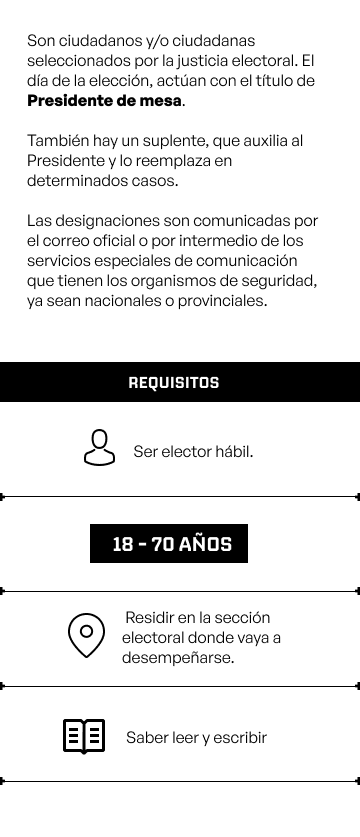 Son ciudadanos y/o ciudadanas
seleccionados por la justicia electoral. El
día de la elección, actúan con el título de
Presidente de mesa.
También hay un suplente, que auxilia al
Presidente y lo reemplaza en
determinados casos.
Las designaciones son comunicadas por
el correo oficial o por intermedio de los
servicios especiales de comunicación
que tienen los organismos de seguridad,
ya sean nacionales o provinciales.
REQUISITOS
Ser elector hábil.
18 - 70 AÑOS
Residir en la sección
electoral donde vaya a
desempeñarse.
Saber leer y escribir